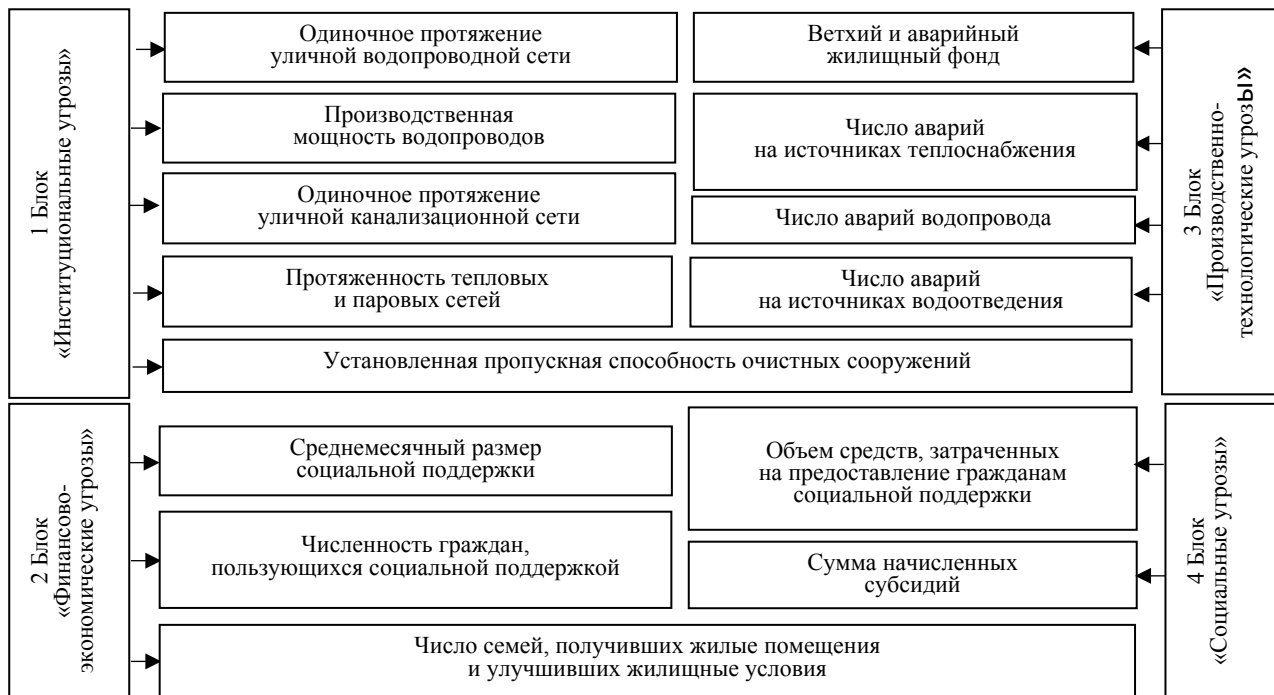 1 Блок
«Институциональные угрозы»
Одиночное протяжение
уличной водопроводной сети
Производственная
мощность водопроводов
Одиночное протяжение
уличной канализационной сети
Протяженность тепловых
и паровых сетей
Установленная пропускная способность очистных сооружений
Ветхий и аварийный
жилищный фонд
Число аварий
на источниках теплоснабжения
Число аварий водопровода
Число аварий
на источниках водоотведения
3 Блок
«Производственно-
технологические угрозы»
2 Блок
«Финансово-
экономические угрозы»
Среднемесячный размер
социальной поддержки
Численность граждан,
пользующихся социальной поддержкой
Число семей, получивших жилые помещения
и улучшивших жилищные условия
Объем средств, затраченных
на предоставление гражданам
социальной поддержки
Сумма начисленных
субсидий
4 Блок
«Социальные угрозы»